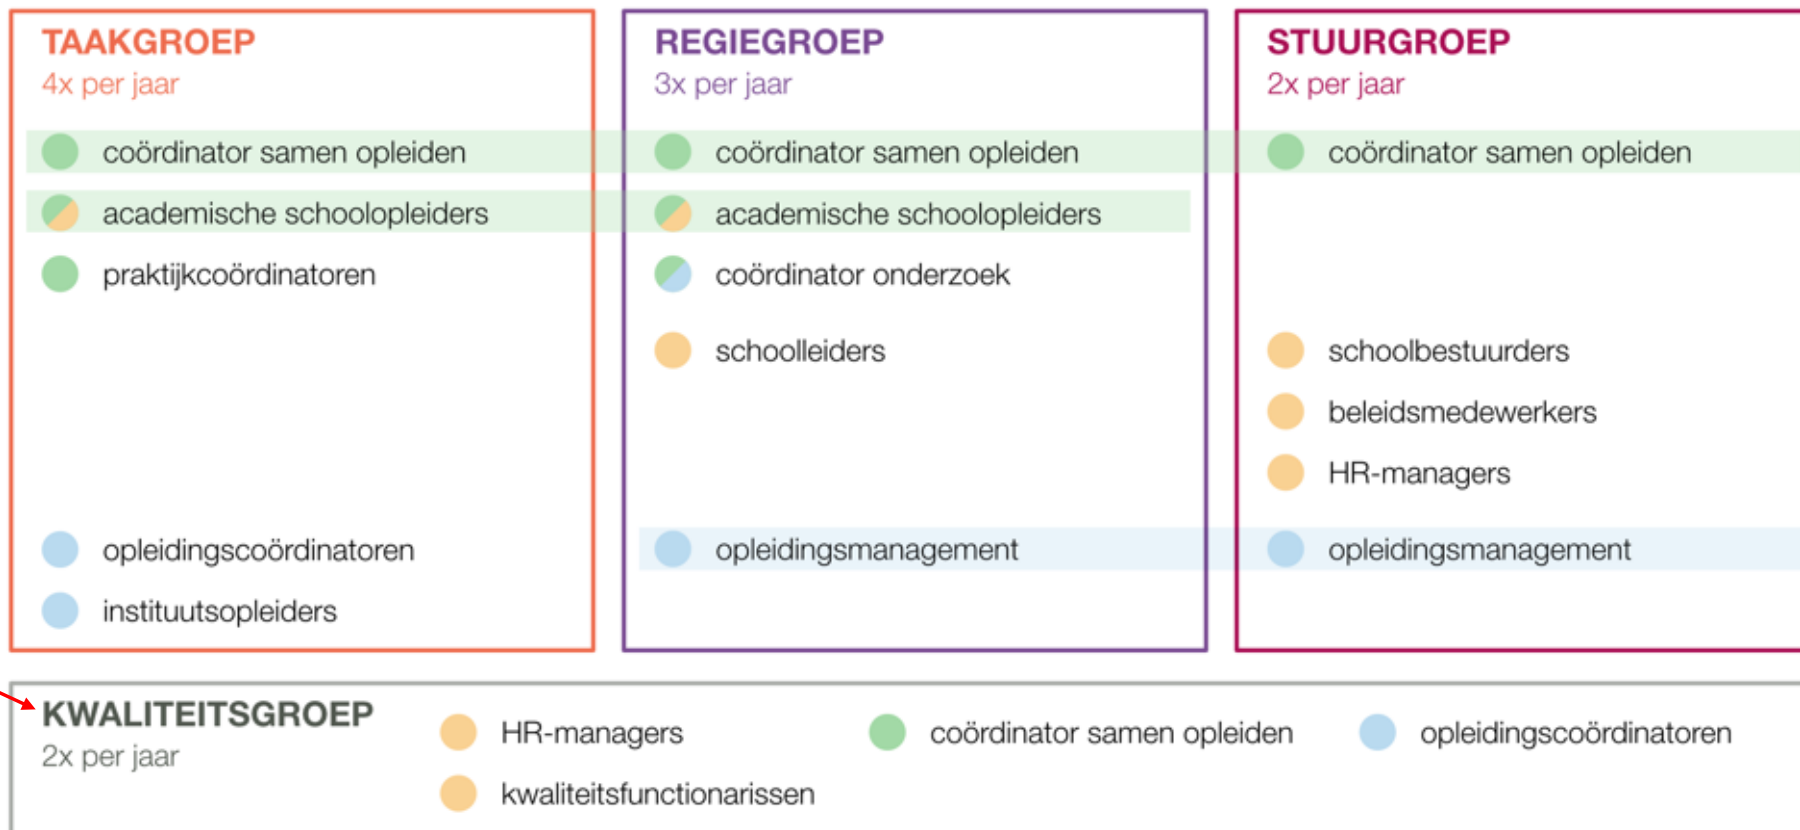 TAAKGROEP
4x per jaar
coördinator samen opleiden
academische schoolopleiders
praktijkcoördinatoren
opleidingscoördinatoren
instituutsopleiders
REGIEGROEP
3x per jaar
coördinator samen opleiden
academische schoolopleiders
coördinator onderzoek
schoolleiders
opleidingsmanagement
STUURGROEP
2x per jaar
coördinator samen opleiden
schoolbestuurders
beleidsmedewerkers
HR-managers
opleidingsmanagement
KWALITEITSGROEP
2x per jaar
HR-managers
kwaliteitsfunctionarissen
coördinator samen opleiden
opleidingscoördinatoren